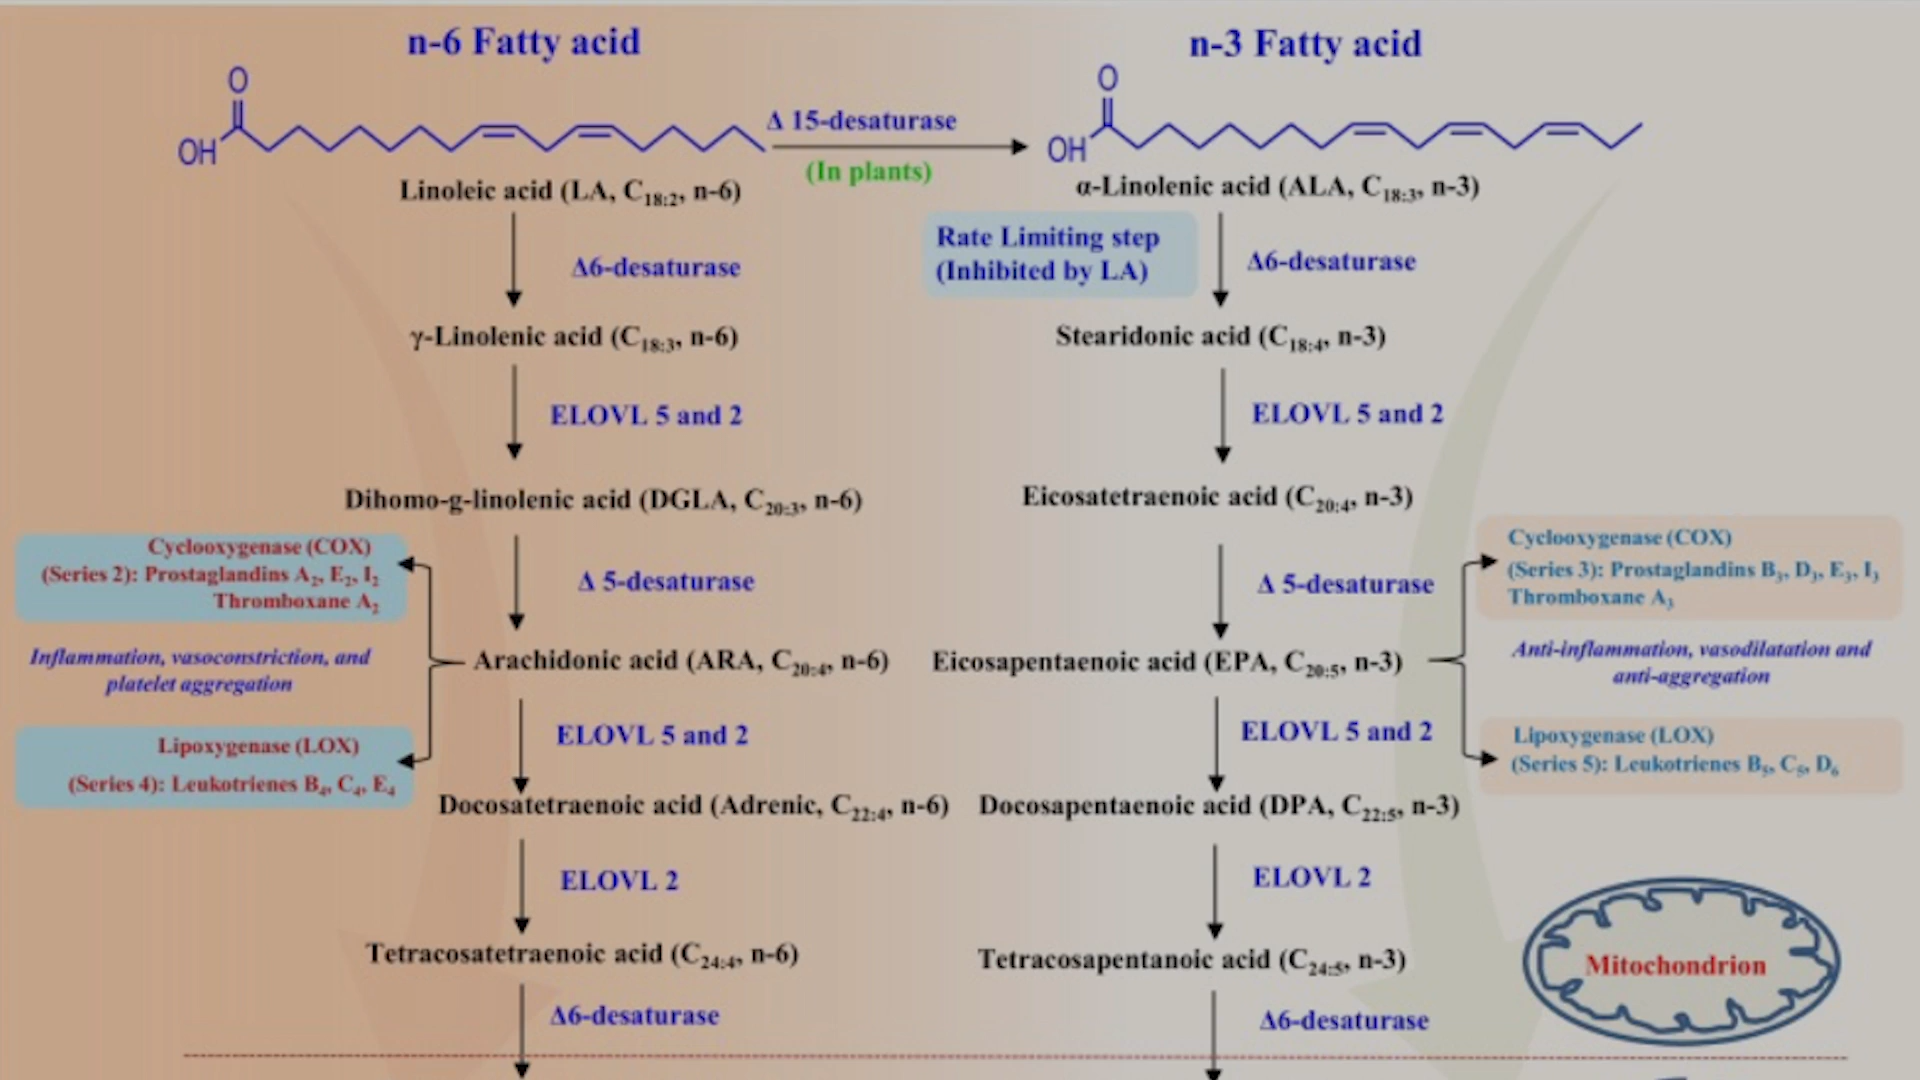 n-6 Fatty acid
n-3 Fatty acid
O
OH
Δ 15-desaturase
(In plants)
O
OH
Linoleic acid (LA, C18:2, n-6)
α-Linolenic acid (ALA, C18:3, n-3)
Δ6-desaturase
Rate Limiting step
(Inhibited by LA)
Δ6-desaturase
γ-Linolenic acid (C18:3, n-6)
Stearidonic acid (C18:4, n-3)
ELOVL 5 and 2
ELOVL 5 and 2
Dihomo-g-linolenic acid (DGLA, C20:3, n-6)
Eicosatetraenoic acid (C20:4, n-3)
Cyclooxygenase (COX)
(Series 2): Prostaglandins A2, E2, I2
Thromboxane A2
Δ 5-desaturase
Δ 5-desaturase
Cyclooxygenase (COX)
(Series 3): Prostaglandins B3, D3, E3, I3
Thromboxane A3
Inflammation, vasoconstriction, and
platelet aggregation
Arachidonic acid (ARA, C20:4, n-6)
Eicosapentaenoic acid (EPA, C20:5, n-3)
Anti-inflammation, vasodilatation and
anti-aggregation
Lipoxygenase (LOX)
(Series 4): Leukotrienes B4, C4, E4
ELOVL 5 and 2
ELOVL 5 and 2
Lipoxygenase (LOX)
(Series 5): Leukotrienes B5, C5, D6
Docosatetraenoic acid (Adrenic, C22:4, n-6)
Docosapentaenoic acid (DPA, C22:5, n-3)
ELOVL 2
ELOVL 2
Tetracosatetraenoic acid (C24:4, n-6)
Tetracosapentanoic acid (C24:5, n-3)
Mitochondrion
Δ6-desaturase
Δ6-desaturase